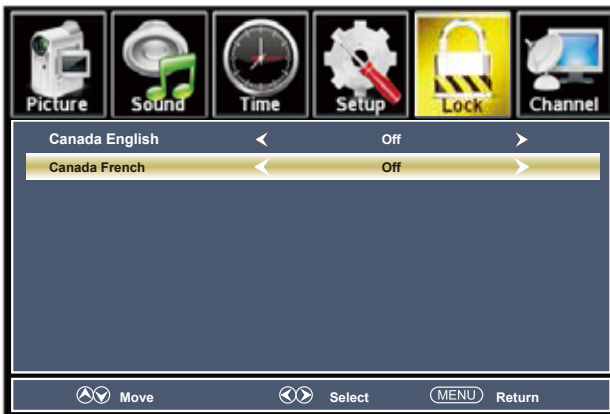 Picture Sound Time Setup Lock Channel
Canada English Off
Canada French Off
Move Select MENU Return